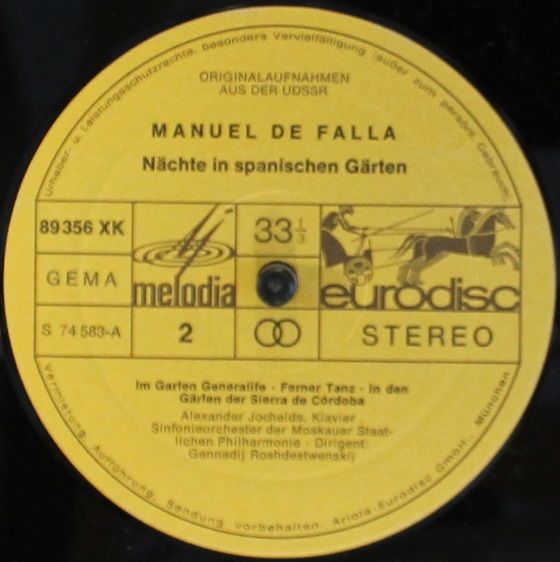 Urheber- u. Leistungsschutzrechte, besonders Vervielfältigung (außer zum persönl. Gebrauch),
ORIGINALAUFNAHMEN
AUS DER UDSSR
MANUEL DE FALLA
Nächte in spanischen Gärten
89 356 XK
33 1/3
GEMA
melodia
eurodisc
S 74 583-A
2
STEREO
Im Garten Generalife · Ferner Tanz · In den
Gärten der Sierra de Córdoba
Alexander Jocheles, Klavier
Sinfonieorchester der Moskauer Staat-
lichen Philharmonie · Dirigent:
Gennadij Roshdestwenskij
Vermietung, Aufführung, Sendung vorbehalten. Ariola-Eurodisc GmbH., München